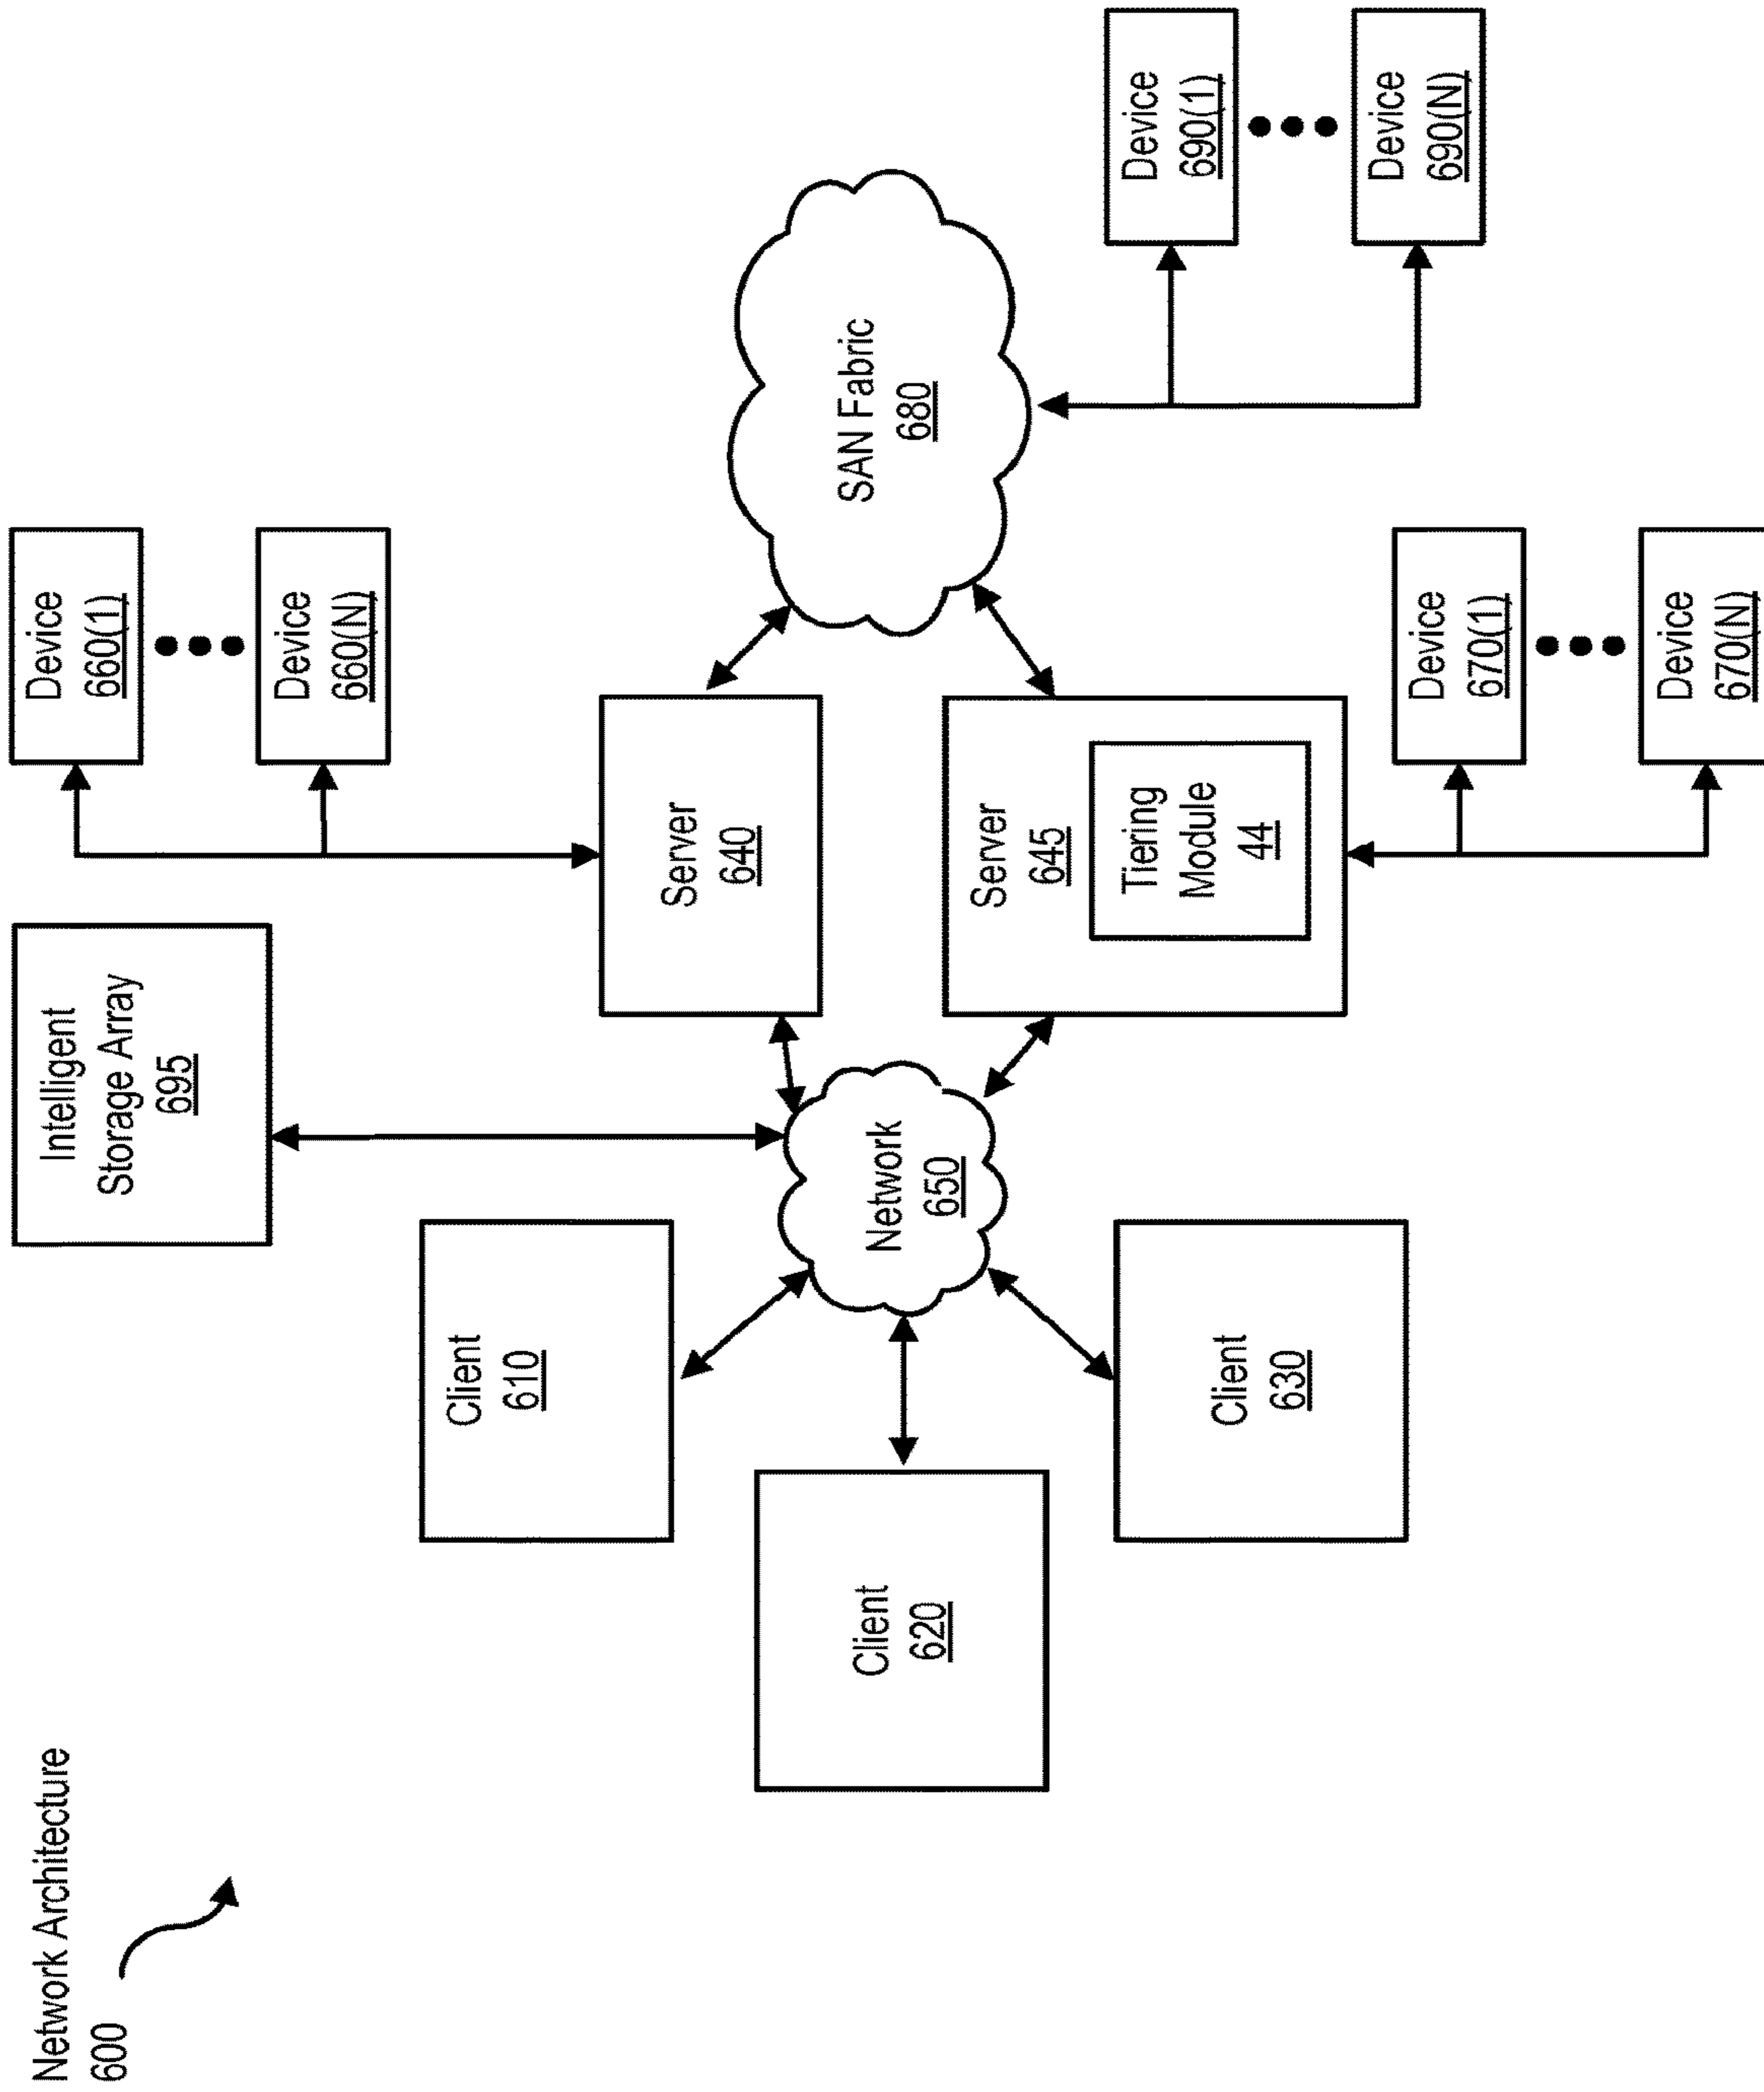 Network Architecture
600
Intelligent
Storage Array
695
Device
660(1)
Device
660(N)
Client
610
Server
640
Client
620
Network
650
SAN Fabric
680
Server
645
Tiering
Module
44
Client
630
Device
690(1)
Device
690(N)
Device
670(1)
Device
670(N)